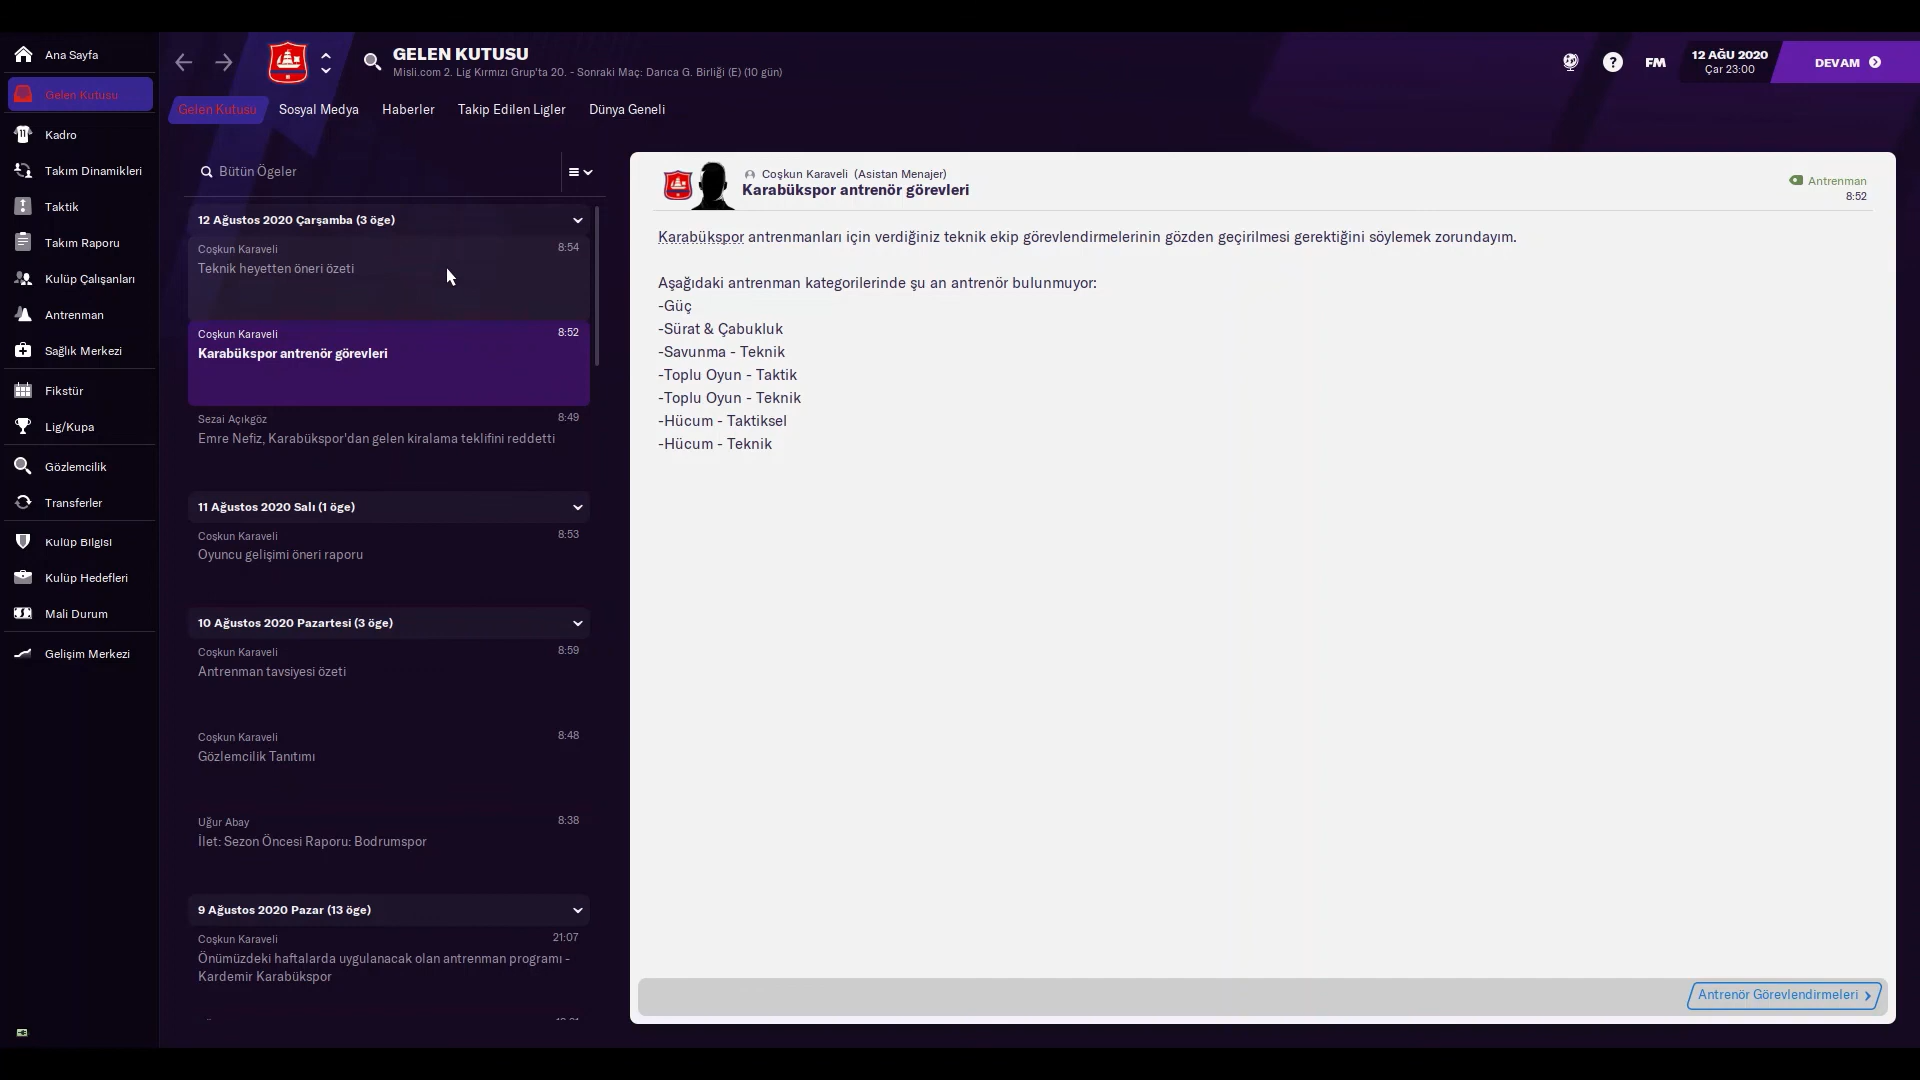 Ana Sayfa
Gelen Kutusu
Kadro
Takım Dinamikleri
Taktik
Takım Raporu
Kulüp Çalışanları
Antrenman
Sağlık Merkezi
Fikstür
Lig/Kupa
Gözlemcilik
Transferler
Kulüp Bilgisi
Kulüp Hedefleri
Mali Durum
Gelişim Merkezi
GELEN KUTUSU
Misli.com 2. Lig Kırmızı Grup'ta 20. - Sonraki Maç: Darıca G. Birliği (E) (10 gün)
FM
12 AĞU 2020
Çar 23:00
DEVAM
Gelen Kutusu Sosyal Medya Haberler Takip Edilen Ligler Dünya Geneli
Bütün Ögeler
12 Ağustos 2020 Çarşamba (3 öge)
Coşkun Karaveli 8:54
Teknik heyetten öneri özeti
Coşkun Karaveli 8:52
Karabükspor antrenör görevleri
Sezai Açıkgöz 8:49
Emre Nefiz, Karabükspor'dan gelen kiralama teklifini reddetti
11 Ağustos 2020 Salı (1 öge)
Coşkun Karaveli 8:53
Oyuncu gelişimi öneri raporu
10 Ağustos 2020 Pazartesi (3 öge)
Coşkun Karaveli 8:59
Antrenman tavsiyesi özeti
Coşkun Karaveli 8:48
Gözlemcilik Tanıtımı
Uğur Abay 8:38
İlet: Sezon Öncesi Raporu: Bodrumspor
9 Ağustos 2020 Pazar (13 öge)
Coşkun Karaveli 21:07
Önümüzdeki haftalarda uygulanacak olan antrenman programı -
Kardemir Karabükspor
Coşkun Karaveli (Asistan Menajer)
Karabükspor antrenör görevleri
Antrenman
8:52
Karabükspor antrenmanları için verdiğiniz teknik ekip görevlendirmelerinin gözden geçirilmesi gerektiğini söylemek zorundayım.
Aşağıdaki antrenman kategorilerinde şu an antrenör bulunmuyor:
-Güç
-Sürat & Çabukluk
-Savunma - Teknik
-Toplu Oyun - Taktik
-Toplu Oyun - Teknik
-Hücum - Taktiksel
-Hücum - Teknik
Antrenör Görevlendirmeleri